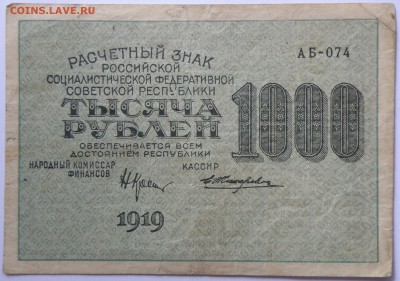 COINS.LAVE.RU
РАСЧЕТНЫЙ ЗНАК
РОССИЙСКОЙ
СОЦИАЛИСТИЧЕСКОЙ ФЕДЕРАТИВНОЙ
СОВЕТСКОЙ РЕСПУБЛИКИ
АБ-074
ТЫСЯЧА
РУБЛЕЙ
1000
ОБЕСПЕЧИВАЕТСЯ ВСЕМ
ДОСТОЯНИЕМ РЕСПУБЛИКИ
НАРОДНЫЙ КОМИССАР
ФИНАНСОВ
КАССИР
1919